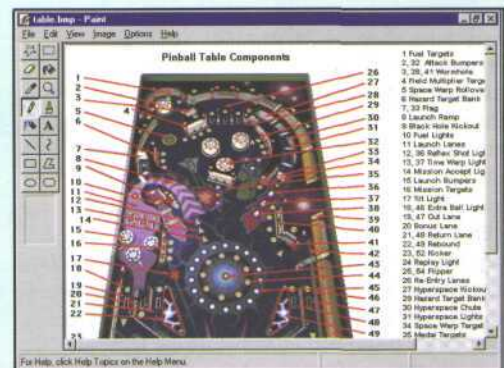 table.bmp - Paint
File Edit View Image Options Help
Pinball Table Components
1
2
3
4
5
6
7
8
9
10
11
12
13
14
15
16
17
18
19
20
21
22
23
26
27
28
29
30
31
32
33
34
35
36
37
38
39
40
41
42
43
44
45
46
47
48
49
1 Fuel Targets
2, 32 Attack Bumpers
3, 39, 41 Wormhole
4 Field Multiplier Target
5 Space Warp Rollover
6 Hazard Target Bank
7, 33 Flag
8 Launch Ramp
9 Black Hole Kickout
10 Fuel Lights
11 Launch Lanes
12, 36 Reflex Shot Ligh
13, 37 Time Warp Light
14 Mission Accept Lig
15 Launch Bumpers
16 Mission Targets
17 Tilt Light
18, 46 Extra Ball Light
19, 47 Out Lane
20 Bonus Lane
21, 48 Return Lane
22, 49 Rebound
23, 52 Kicker
24 Replay Light
25, 54 Flipper
26 Re-Entry Lanes
27 Hyperspace Kickou
29 Hazard Target Bank
30 Hyperspace Chute
31 Hyperspace Lights
34 Space Warp Target
35 Medal Targets
For Help, click Help Topics on the Help Menu.